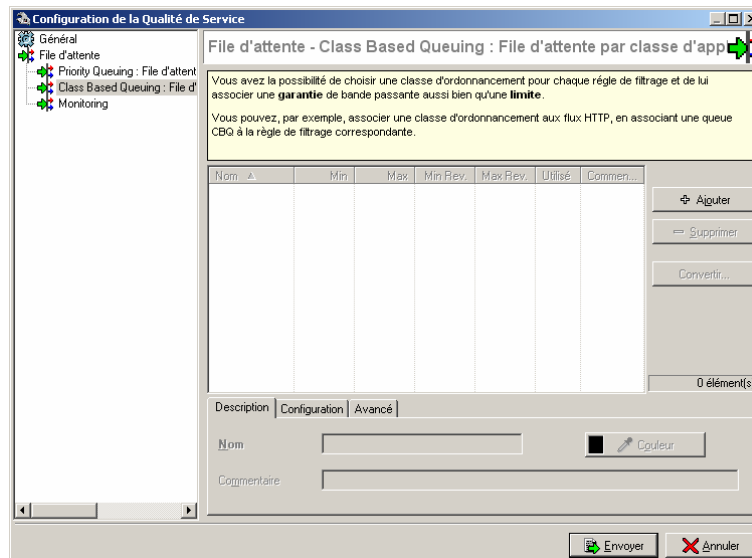 Configuration de la Qualité de Service
Général
File d'attente
Priority Queuing : File d'attent
Class Based Queuing : File d'
Monitoring
File d'attente - Class Based Queuing : File d'attente par classe d'appl
Vous avez la possibilité de choisir une classe d'ordonnancement pour chaque régle de filtrage et de lui
associer une garantie de bande passante aussi bien qu'une limite.
Vous pouvez, par exemple, associer une classe d'ordonnancement aux flux HTTP, en associant une queue
CBQ à la règle de filtrage correspondante.
Nom Min Max Min Rev. Max Rev. Utilisé Commen...
Ajouter
Supprimer
Convertir...
0 élément(s
Description Configuration Avancé
Nom
Couleur
Commentaire
Envoyer Annuler